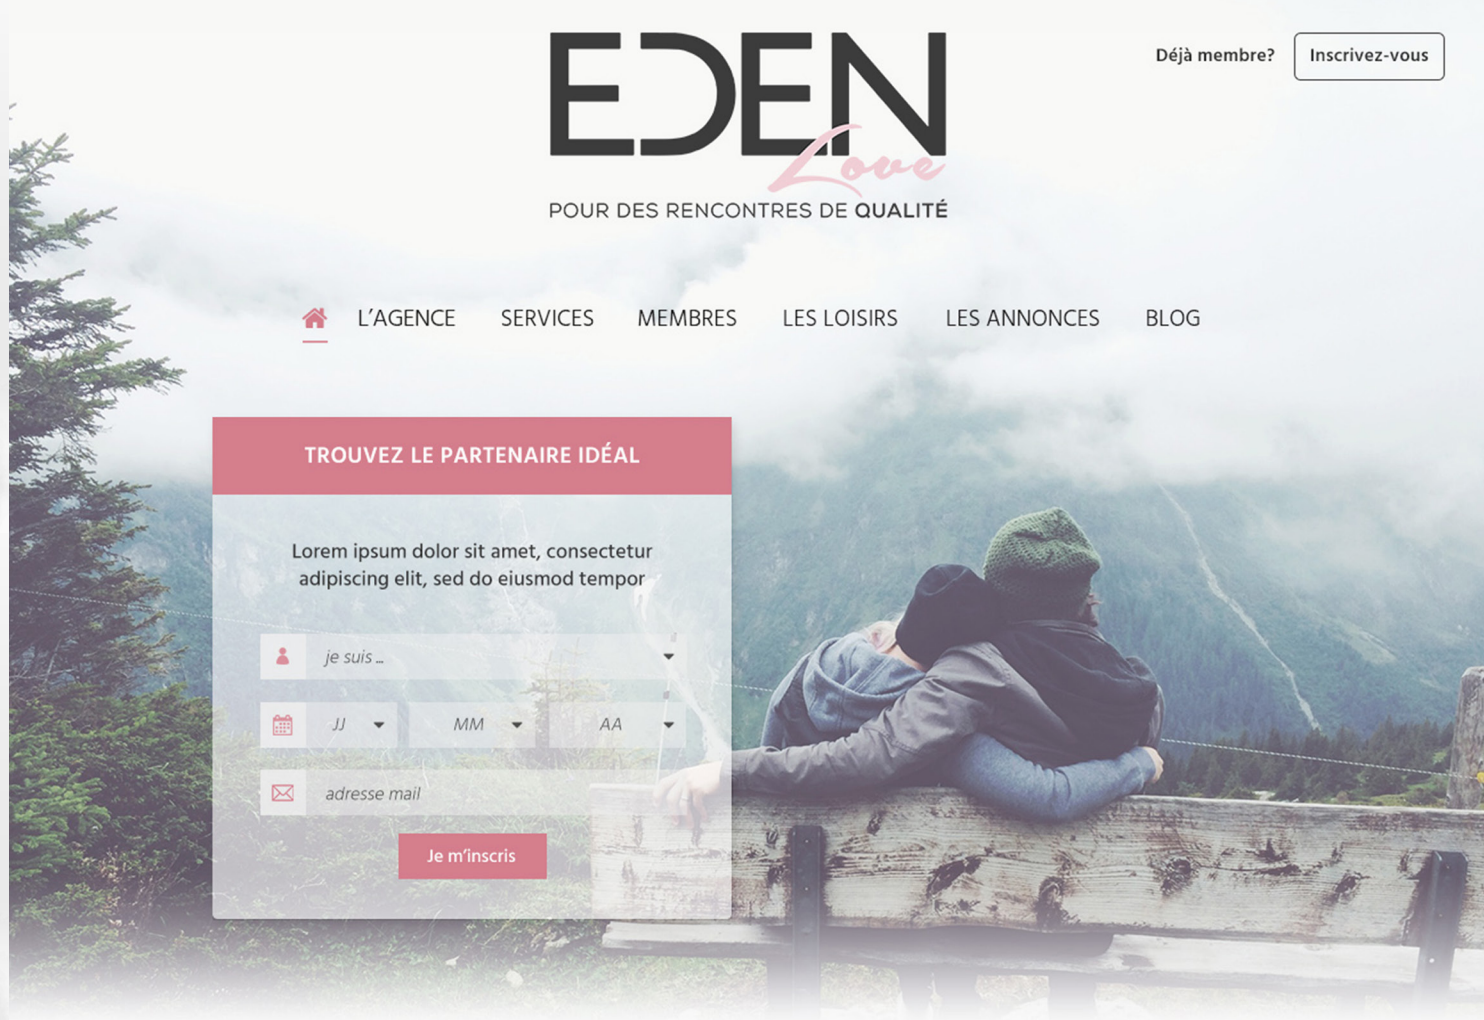 EDEN
Love
POUR DES RENCONTRES DE QUALITÉ
Déjà membre?
Inscrivez-vous
L'AGENCE
SERVICES
MEMBRES
LES LOISIRS
LES ANNONCES
BLOG
TROUVEZ LE PARTENAIRE IDÉAL
Lorem ipsum dolor sit amet, consectetur
adipiscing elit, sed do eiusmod tempor
je suis ...
JJ
MM
AA
adresse mail
Je m'inscris